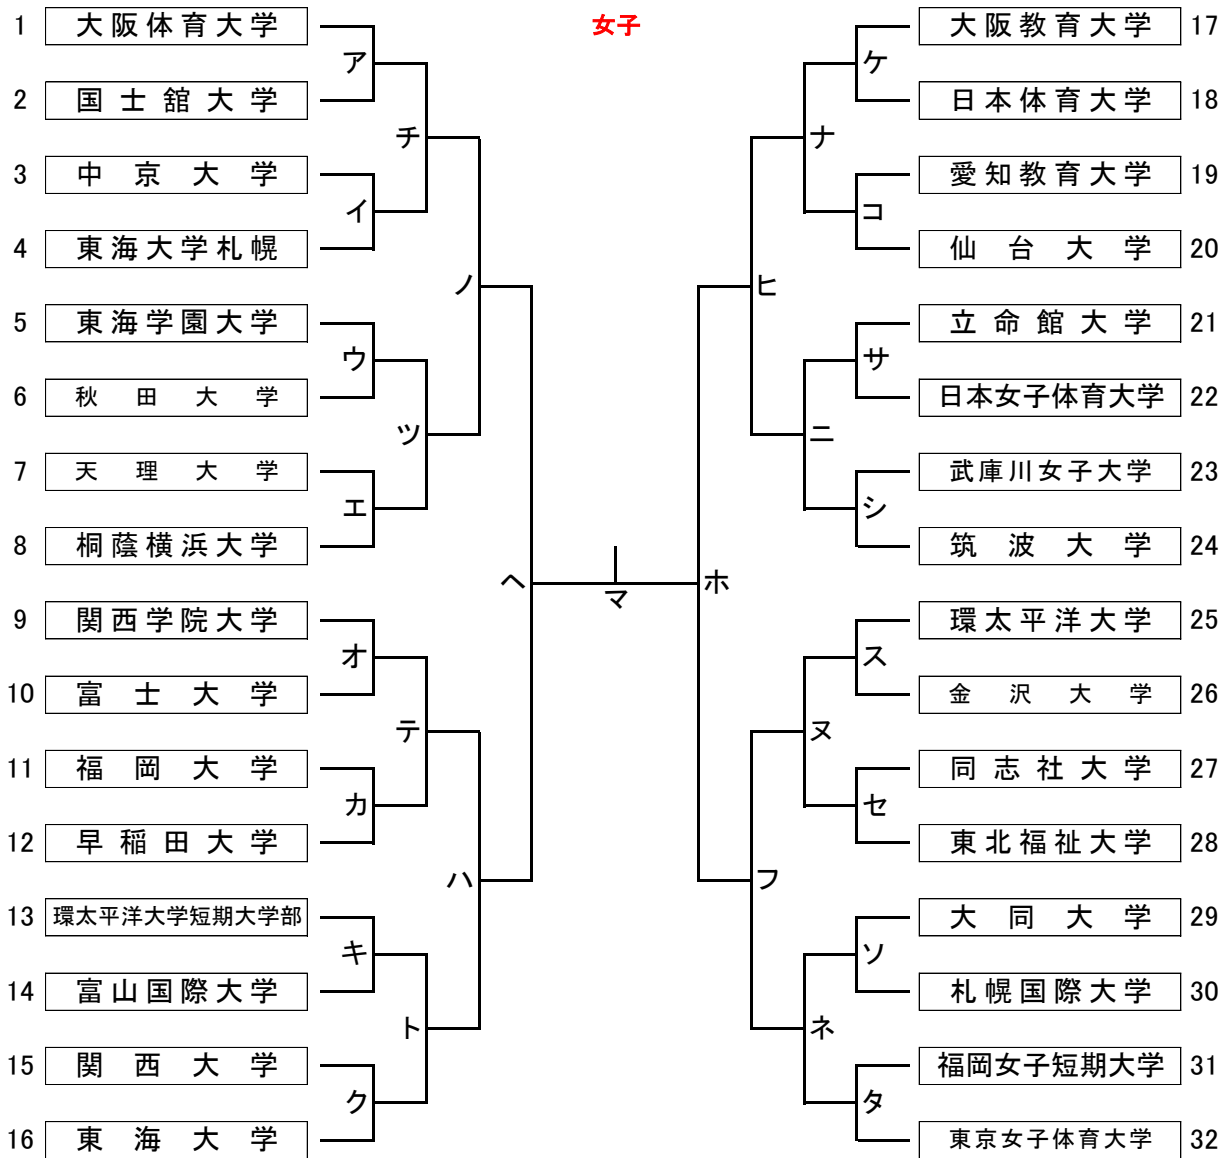 女子
1 大阪体育大学
ア
2 国士舘大学
チ
3 中京大学
イ
4 東海大学札幌
ノ
5 東海学園大学
ウ
6 秋田大学
ツ
7 天理大学
エ
8 桐蔭横浜大学
ヘ
9 関西学院大学
オ
10 富士大学
テ
11 福岡大学
カ
12 早稲田大学
ハ
13 環太平洋大学短期大学部
キ
14 富山国際大学
ト
15 関西大学
ク
16 東海大学
マ
大阪教育大学 17
ケ
日本体育大学 18
ナ
愛知教育大学 19
コ
仙台大学 20
ヒ
立命館大学 21
サ
日本女子体育大学 22
ニ
武庫川女子大学 23
シ
筑波大学 24
ホ
環太平洋大学 25
ス
金沢大学 26
ヌ
同志社大学 27
セ
東北福祉大学 28
フ
大同大学 29
ソ
札幌国際大学 30
ネ
福岡女子短期大学 31
タ
東京女子体育大学 32